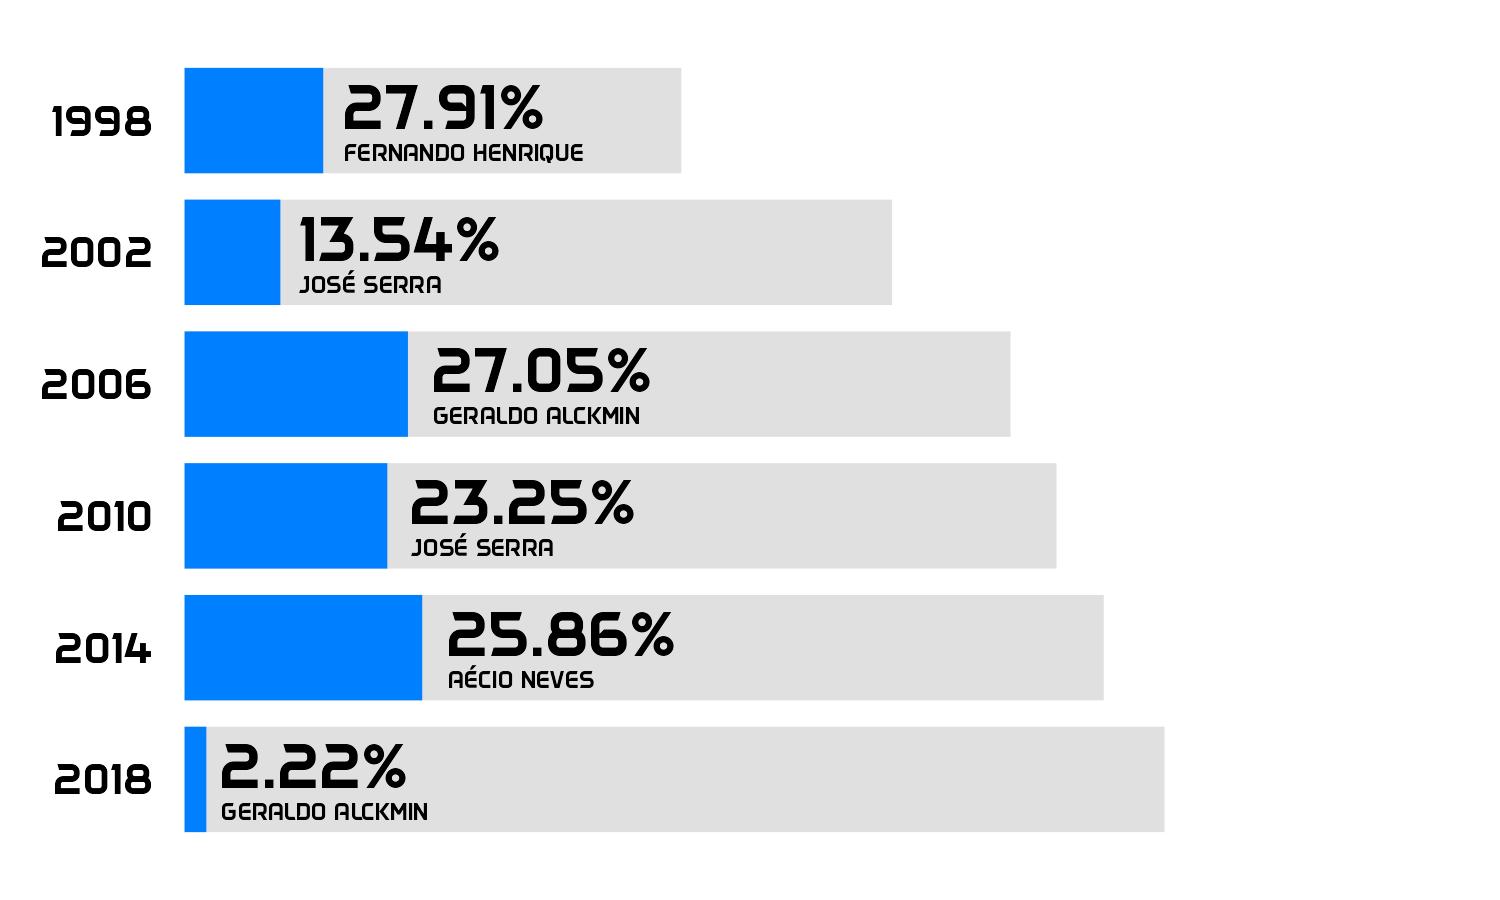 1998
27.91%
FERNANDO HENRIQUE
2002
13.54%
JOSÉ SERRA
2006
27.05%
GERALDO ALCKMIN
2010
23.25%
JOSÉ SERRA
2014
25.86%
AÉCIO NEVES
2018
2.22%
GERALDO ALCKMIN